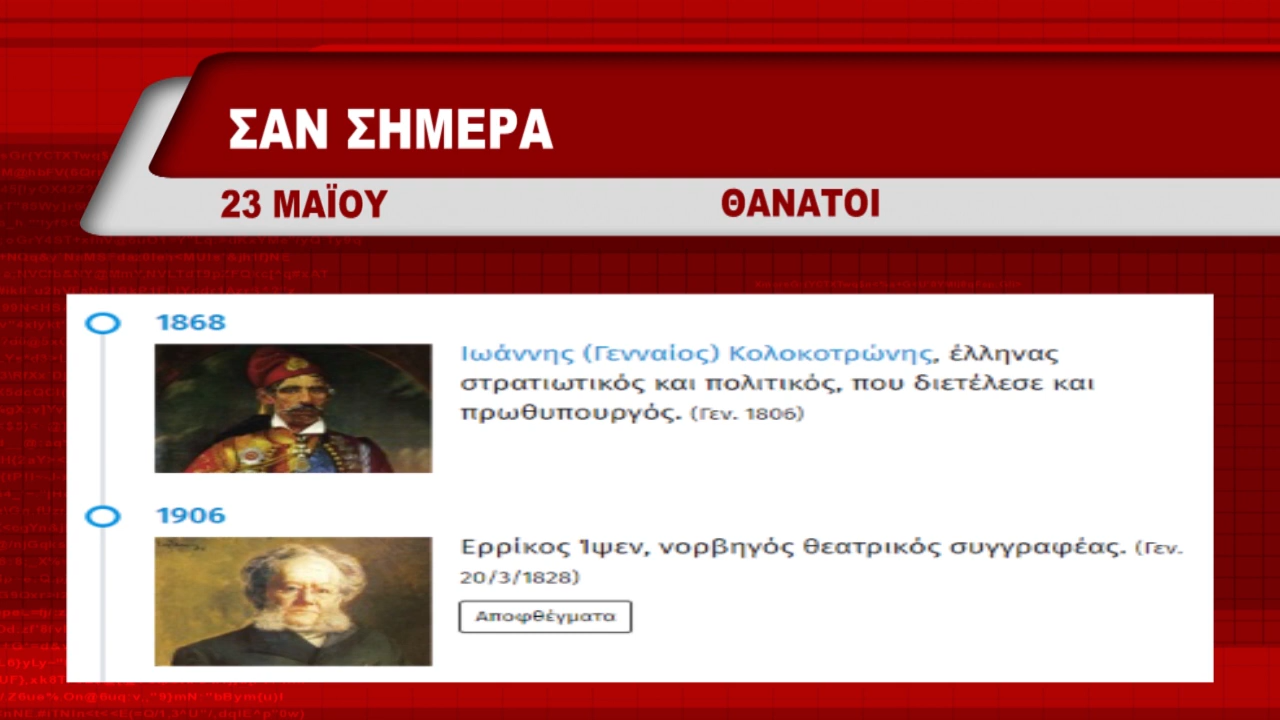 ΣΑΝ ΣΗΜΕΡΑ
23 ΜΑΪΟΥ
ΘΑΝΑΤΟΙ
1868
Ιωάννης (Γενναίος) Κολοκοτρώνης, έλληνας
στρατιωτικός και πολιτικός, που διετέλεσε και
πρωθυπουργός. (Γεν. 1806)
1906
Ερρίκος Ίψεν, νορβηγός θεατρικός συγγραφέας. (Γεν.
20/3/1828)
Αποφθέγματα